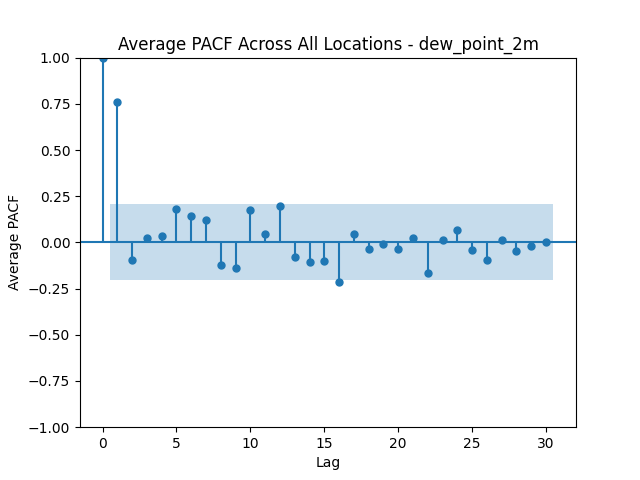 Average PACF Across All Locations - dew_point_2m
1.00
0.75
0.50
0.25
0.00
−0.25
−0.50
−0.75
−1.00
Average PACF
0 5 10 15 20 25 30
Lag